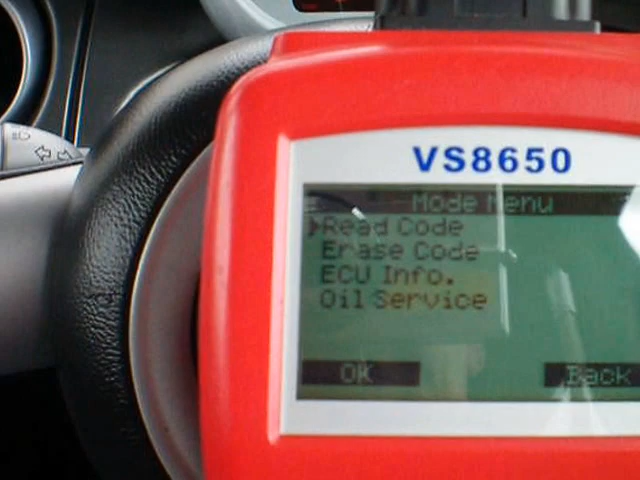 VS8650
Mode Menu
Read Code
Erase Code
ECU Info.
Oil Service
OK Back